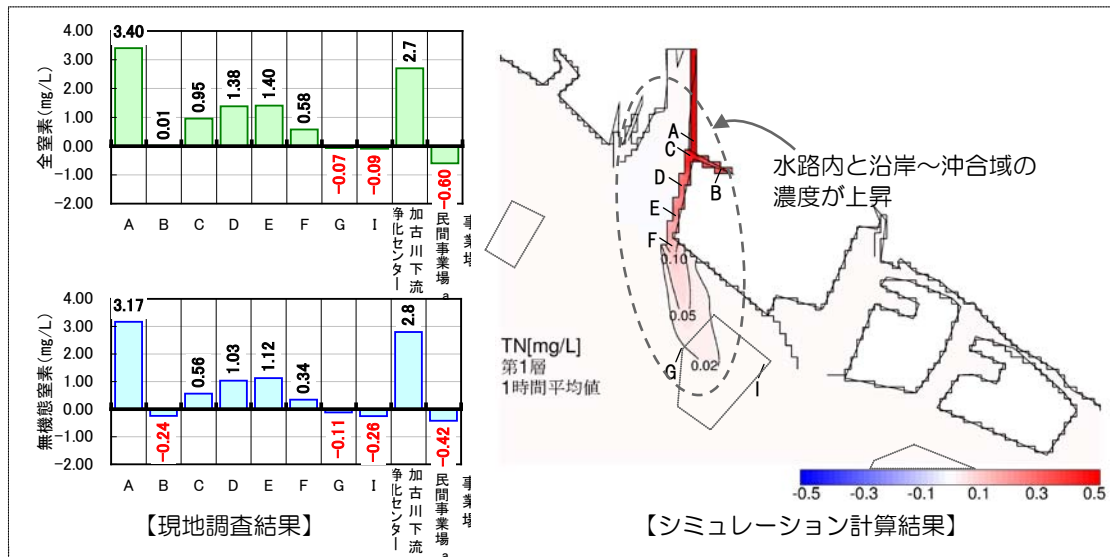 4.00
3.00
2.00
1.00
0.00
-1.00
-2.00
全窒素(mg/L)
3.40
0.01
0.95
1.38
1.40
0.58
-0.07
-0.09
2.7
-0.60
A
B
C
D
E
F
G
I
加古川下流
浄化センター
民間事業場a
事業場
4.00
3.00
2.00
1.00
0.00
-1.00
-2.00
無機態窒素(mg/L)
3.17
-0.24
0.56
1.03
1.12
0.34
-0.11
-0.26
2.8
-0.42
A
B
C
D
E
F
G
I
加古川下流
浄化センター
民間事業場a
事業場
【現地調査結果】
A
C
B
D
E
F
0.10
0.05
0.02
G
I
水路内と沿岸~沖合域の
濃度が上昇
TN[mg/L]
第1層
1時間平均値
-0.5
-0.3
-0.1
0.1
0.3
0.5
【シミュレーション計算結果】